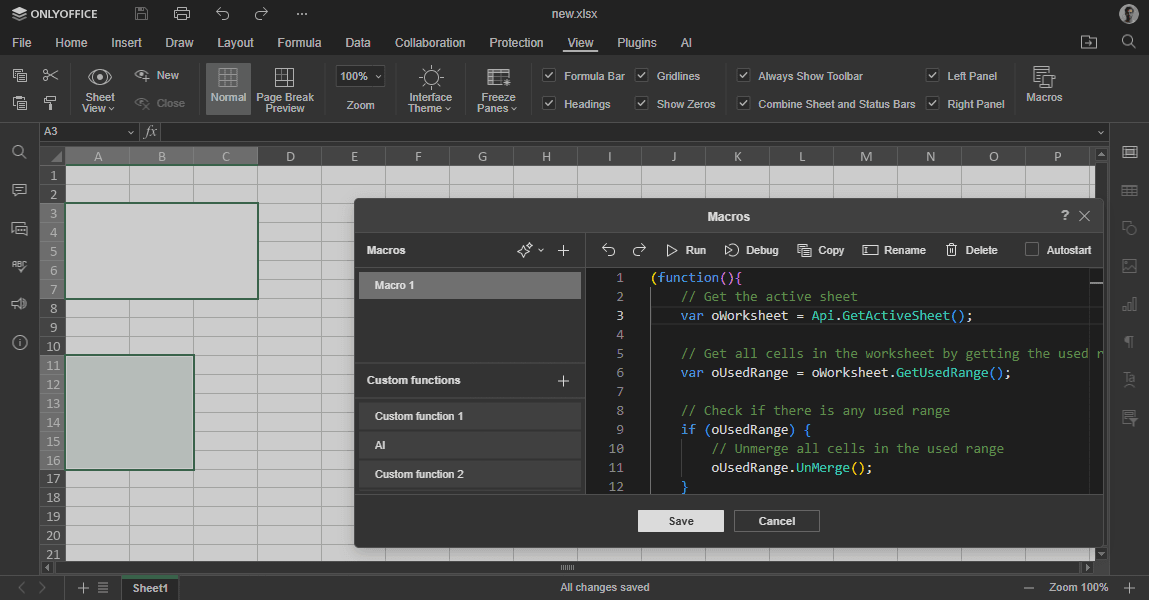 ONLYOFFICE
new.xlsx
File Home Insert Draw Layout Formula Data Collaboration Protection View Plugins AI
Sheet View
New
Close
Normal
Page Break Preview
100%
Zoom
Interface Theme
Freeze Panes
Formula Bar
Headings
Gridlines
Show Zeros
Always Show Toolbar
Combine Sheet and Status Bars
Left Panel
Right Panel
Macros
A3
fx
A B C D E F G H I J K L M N O P
1
2
3
4
5
6
7
8
9
10
11
12
13
14
15
16
17
18
19
20
21
Macros
?
Macros
Run Debug Copy Rename Delete Autostart
Macro 1
Custom functions
Custom function 1
AI
Custom function 2
1 (function(){
2 // Get the active sheet
3 var oWorksheet = Api.GetActiveSheet();
4
5 // Get all cells in the worksheet by getting the used r
6 var oUsedRange = oWorksheet.GetUsedRange();
7
8 // Check if there is any used range
9 if (oUsedRange) {
10 // Unmerge all cells in the used range
11 oUsedRange.UnMerge();
12 }
Save Cancel
Sheet1
All changes saved
Zoom 100%
ABC
Ta